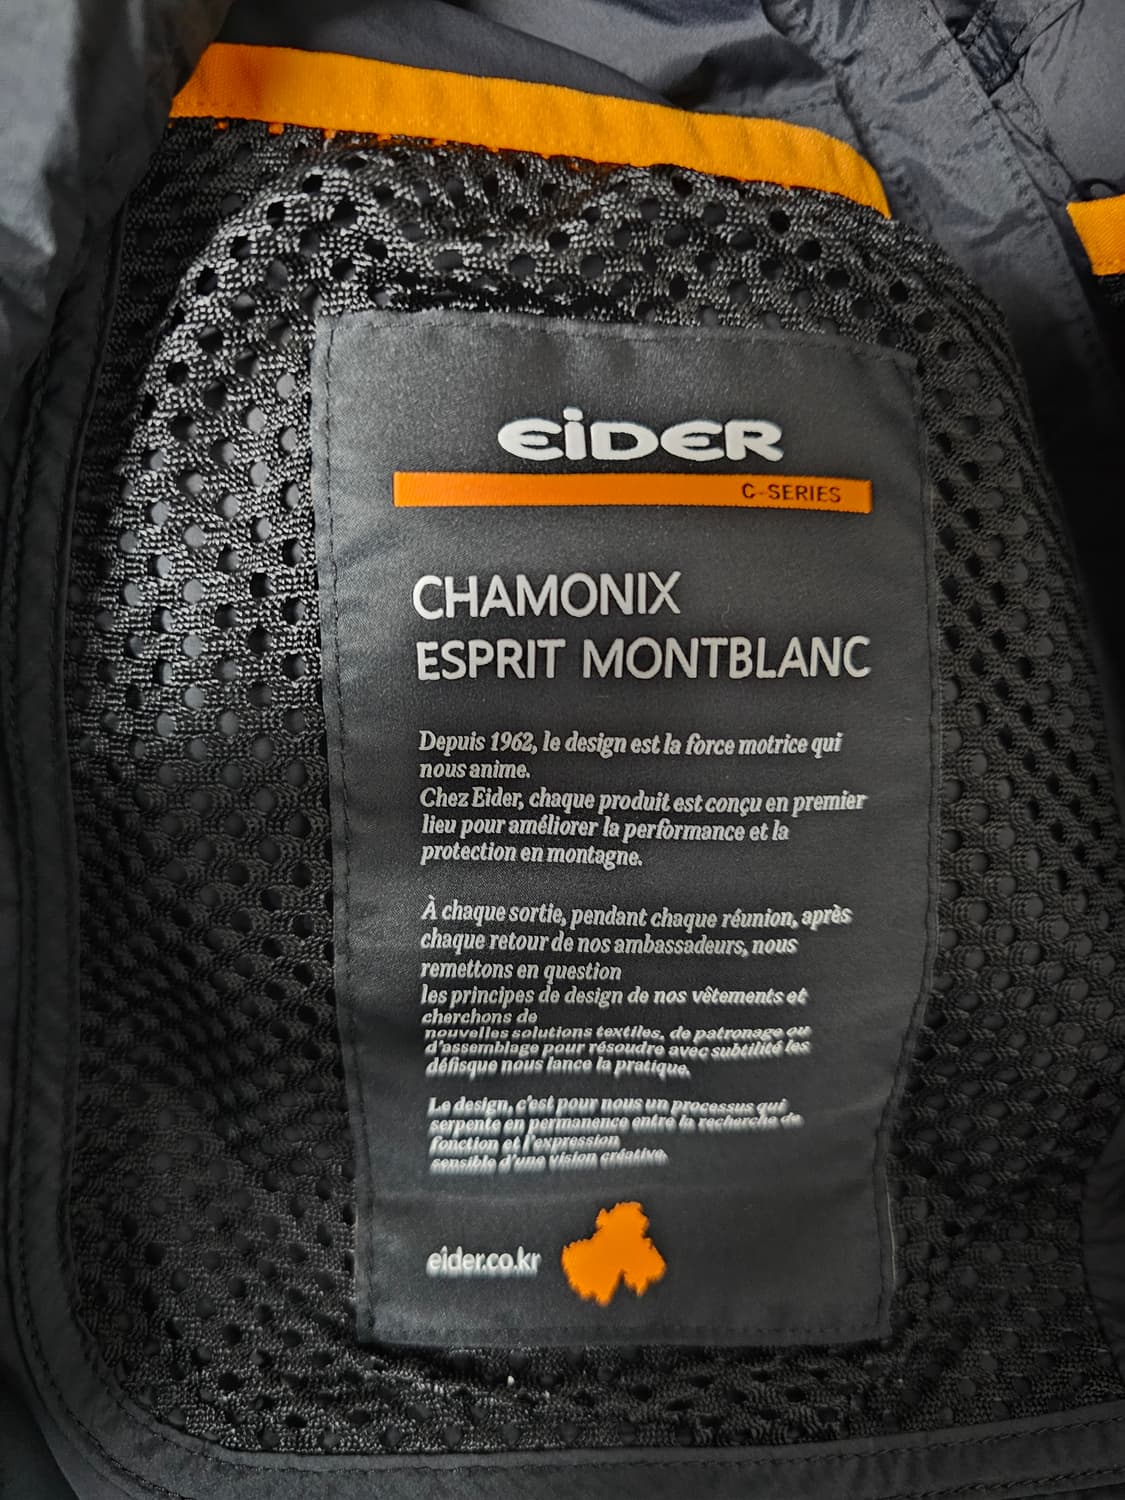 EiDER
C-SERIES
CHAMONIX
ESPRIT MONTBLANC
Depuis 1962, le design est la force motrice qui
nous anime.
Chez Eider, chaque produit est conçu en premier
lieu pour améliorer la performance et la
protection en montagne.
À chaque sortie, pendant chaque réunion, après
chaque retour de nos ambassadeurs, nous
remettons en question
les principes de design de nos vêtements et
cherchons de
nouvelles solutions textiles, de patronage ou
d'assemblage pour résoudre avec subtilité les
défisque nous lance la pratique.
Le design, c'est pour nous un processus qui
serpente en permanence entre la recherche de
fonction et l'expression
sensible d'une vision créative.
eider.co.kr